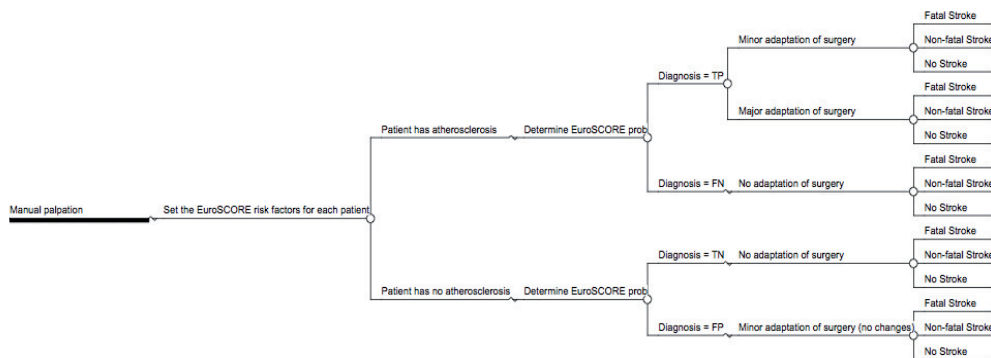 Fatal Stroke
Minor adaptation of surgery
Non-fatal Stroke
No Stroke
Diagnosis = TP
Fatal Stroke
Major adaptation of surgery
Non-fatal Stroke
No Stroke
Patient has atherosclerosis
Determine EuroSCORE prob
Fatal Stroke
Diagnosis = FN
No adaptation of surgery
Non-fatal Stroke
No Stroke
Manual palpation
Set the EuroSCORE risk factors for each patient
Fatal Stroke
Diagnosis = TN
No adaptation of surgery
Non-fatal Stroke
No Stroke
Patient has no atherosclerosis
Determine EuroSCORE prob
Fatal Stroke
Diagnosis = FP
Minor adaptation of surgery (no changes)
Non-fatal Stroke
No Stroke